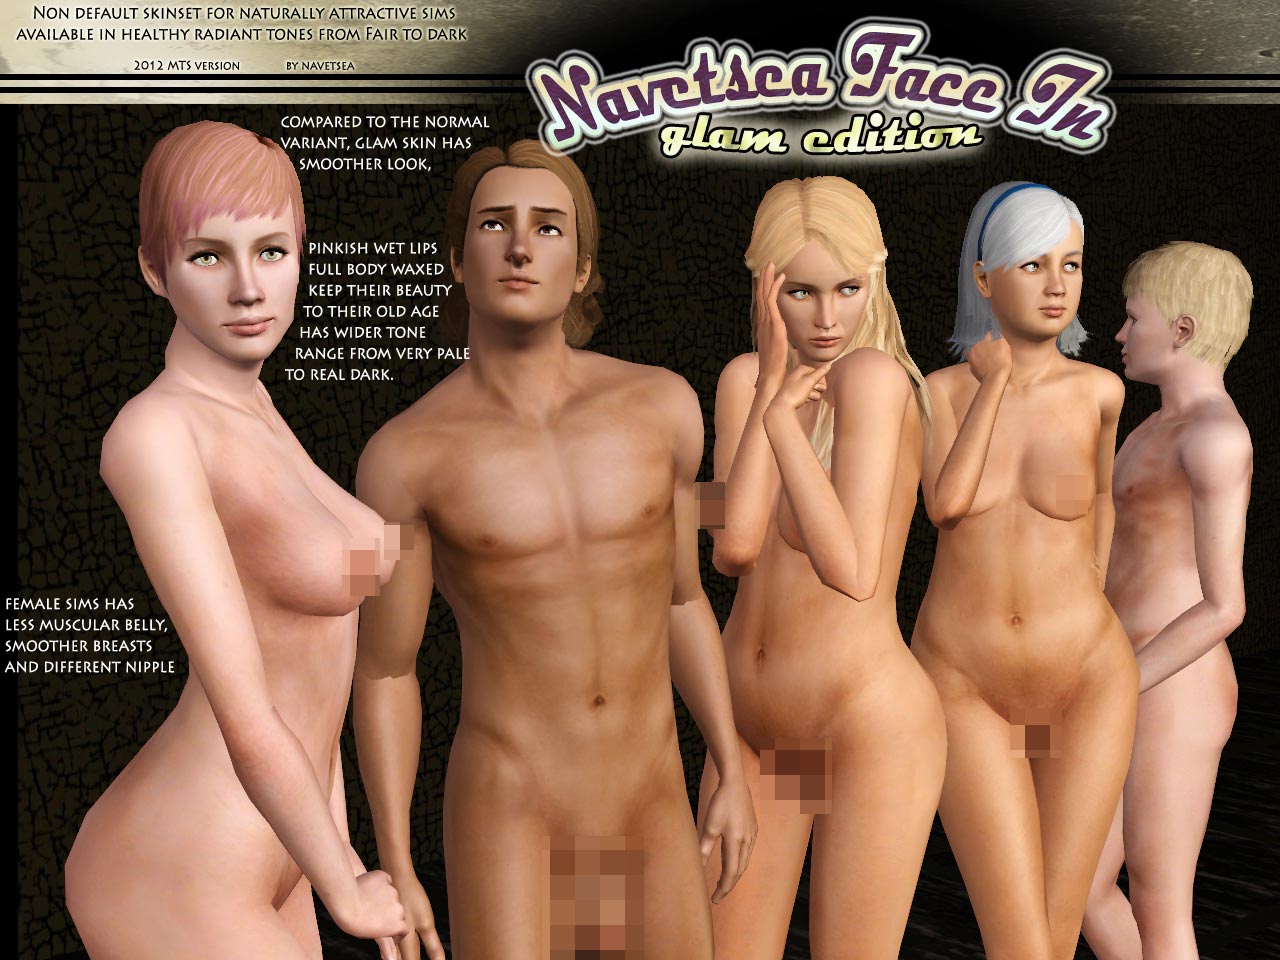 Non default skinset for naturally attractive sims
available in healthy radiant tones from Fair to dark
2012 MTS version by navetsea
Navetsea Face In
glam edition
compared to the normal
variant, glam skin has
smoother look,
pinkish wet lips
full body waxed
keep their beauty
to their old age
has wider tone
range from very pale
to real dark.
female sims has
less muscular belly,
smoother breasts
and different nipple